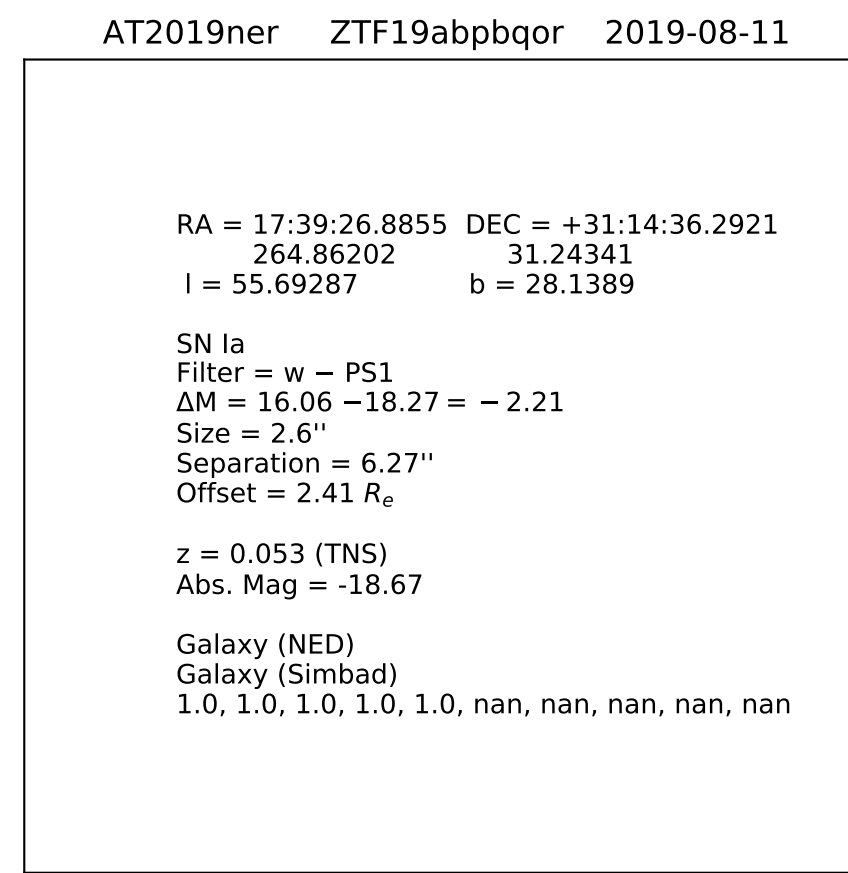 AT2019ner ZTF19abpbqor 2019-08-11
RA = 17:39:26.8855 DEC = +31:14:36.2921
264.86202 31.24341
l = 55.69287 b = 28.1389
SN Ia
Filter = w − PS1
ΔM = 16.06 −18.27 = − 2.21
Size = 2.6''
Separation = 6.27''
Offset = 2.41 Rₑ
z = 0.053 (TNS)
Abs. Mag = -18.67
Galaxy (NED)
Galaxy (Simbad)
1.0, 1.0, 1.0, 1.0, 1.0, nan, nan, nan, nan, nan